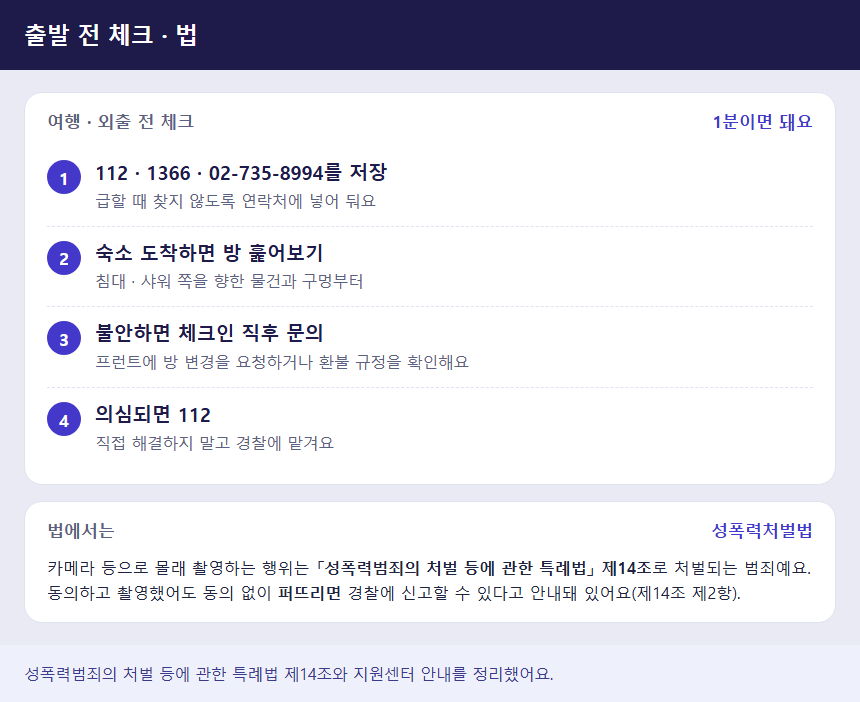 출발 전 체크 · 법
여행 · 외출 전 체크
1분이면 돼요
1
112 · 1366 · 02-735-8994를 저장
급할 때 찾지 않도록 연락처에 넣어 둬요
2
숙소 도착하면 방 훑어보기
침대 · 샤워 쪽을 향한 물건과 구멍부터
3
불안하면 체크인 직후 문의
프런트에 방 변경을 요청하거나 환불 규정을 확인해요
4
의심되면 112
직접 해결하지 말고 경찰에 맡겨요
법에서는
성폭력처벌법
카메라 등으로 몰래 촬영하는 행위는 「성폭력범죄의 처벌 등에 관한 특례법」 제14조로 처벌되는 범죄예요.
동의하고 촬영했어도 동의 없이 퍼뜨리면 경찰에 신고할 수 있다고 안내돼 있어요(제14조 제2항).
성폭력범죄의 처벌 등에 관한 특례법 제14조와 지원센터 안내를 정리했어요.